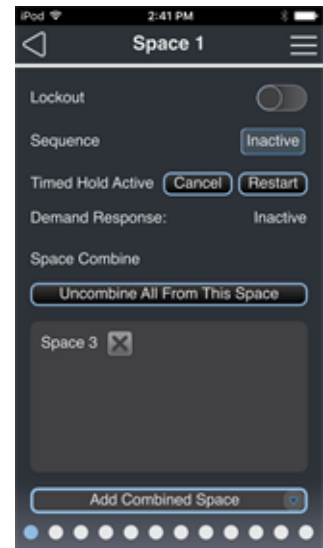 iPod 2:41 PM
Space 1
Lockout
Sequence Inactive
Timed Hold Active Cancel Restart
Demand Response: Inactive
Space Combine
Uncombine All From This Space
Space 3
Add Combined Space